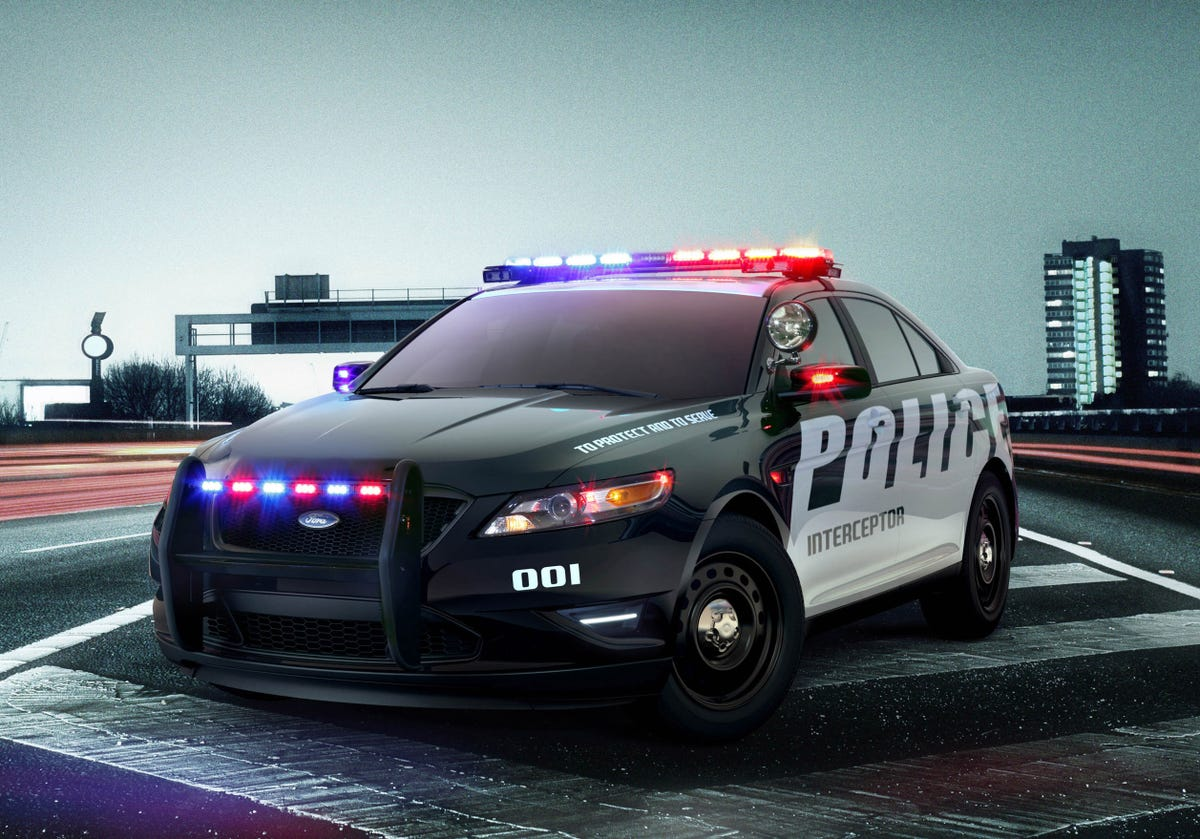 TO PROTECT AND TO SERVE
POLICE
INTERCEPTOR
Ford
001